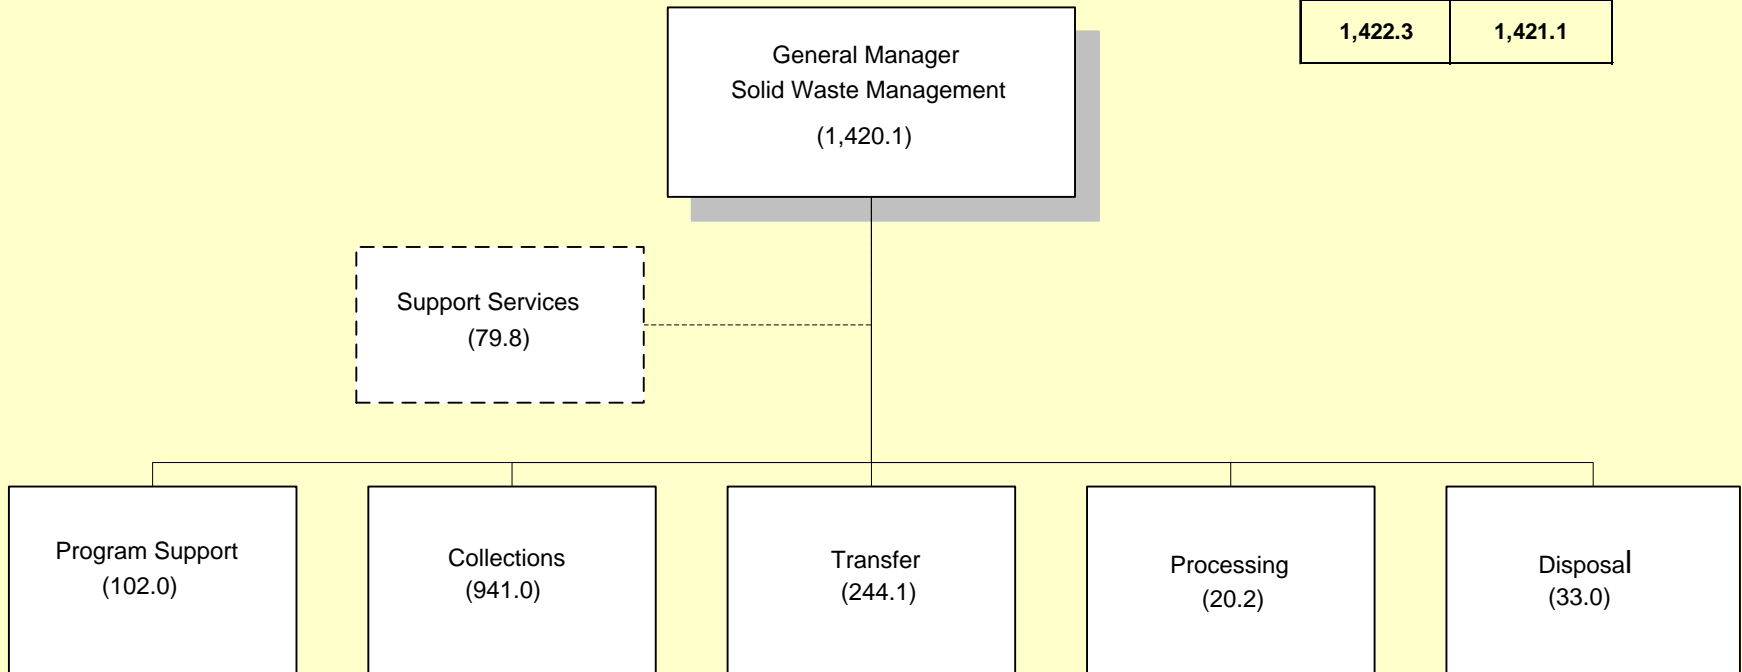 1,422.3 1,421.1
General Manager
Solid Waste Management
(1,420.1)
Support Services
(79.8)
Program Support
(102.0)
Collections
(941.0)
Transfer
(244.1)
Processing
(20.2)
Disposal
(33.0)